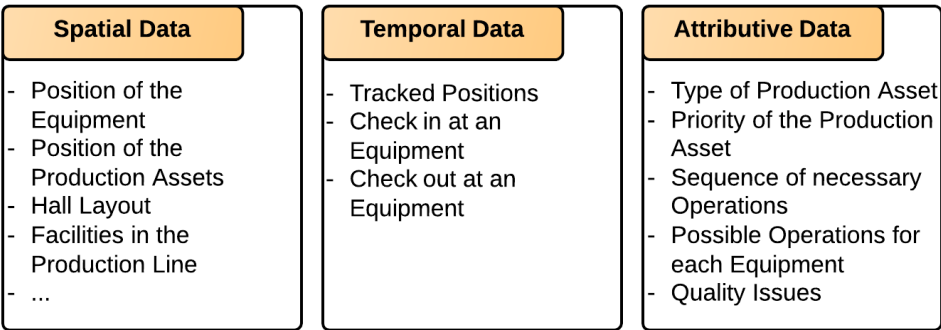 Spatial Data
- Position of the
Equipment
- Position of the
Production Assets
- Hall Layout
- Facilities in the
Production Line
- ...
Temporal Data
- Tracked Positions
- Check in at an
Equipment
- Check out at an
Equipment
Attributive Data
- Type of Production Asset
- Priority of the Production
Asset
- Sequence of necessary
Operations
- Possible Operations for
each Equipment
- Quality Issues